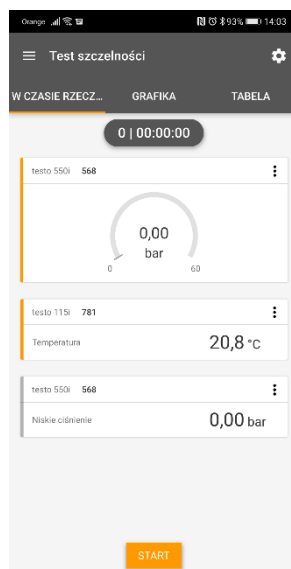 Orange 93% 14:03
Test szczelności
W CZASIE RZECZ... GRAFIKA TABELA
0 | 00:00:00
testo 550i 568
0,00
bar
0 60
testo 115i 781
Temperatura 20,8 °C
testo 550i 568
Niskie ciśnienie 0,00 bar
START